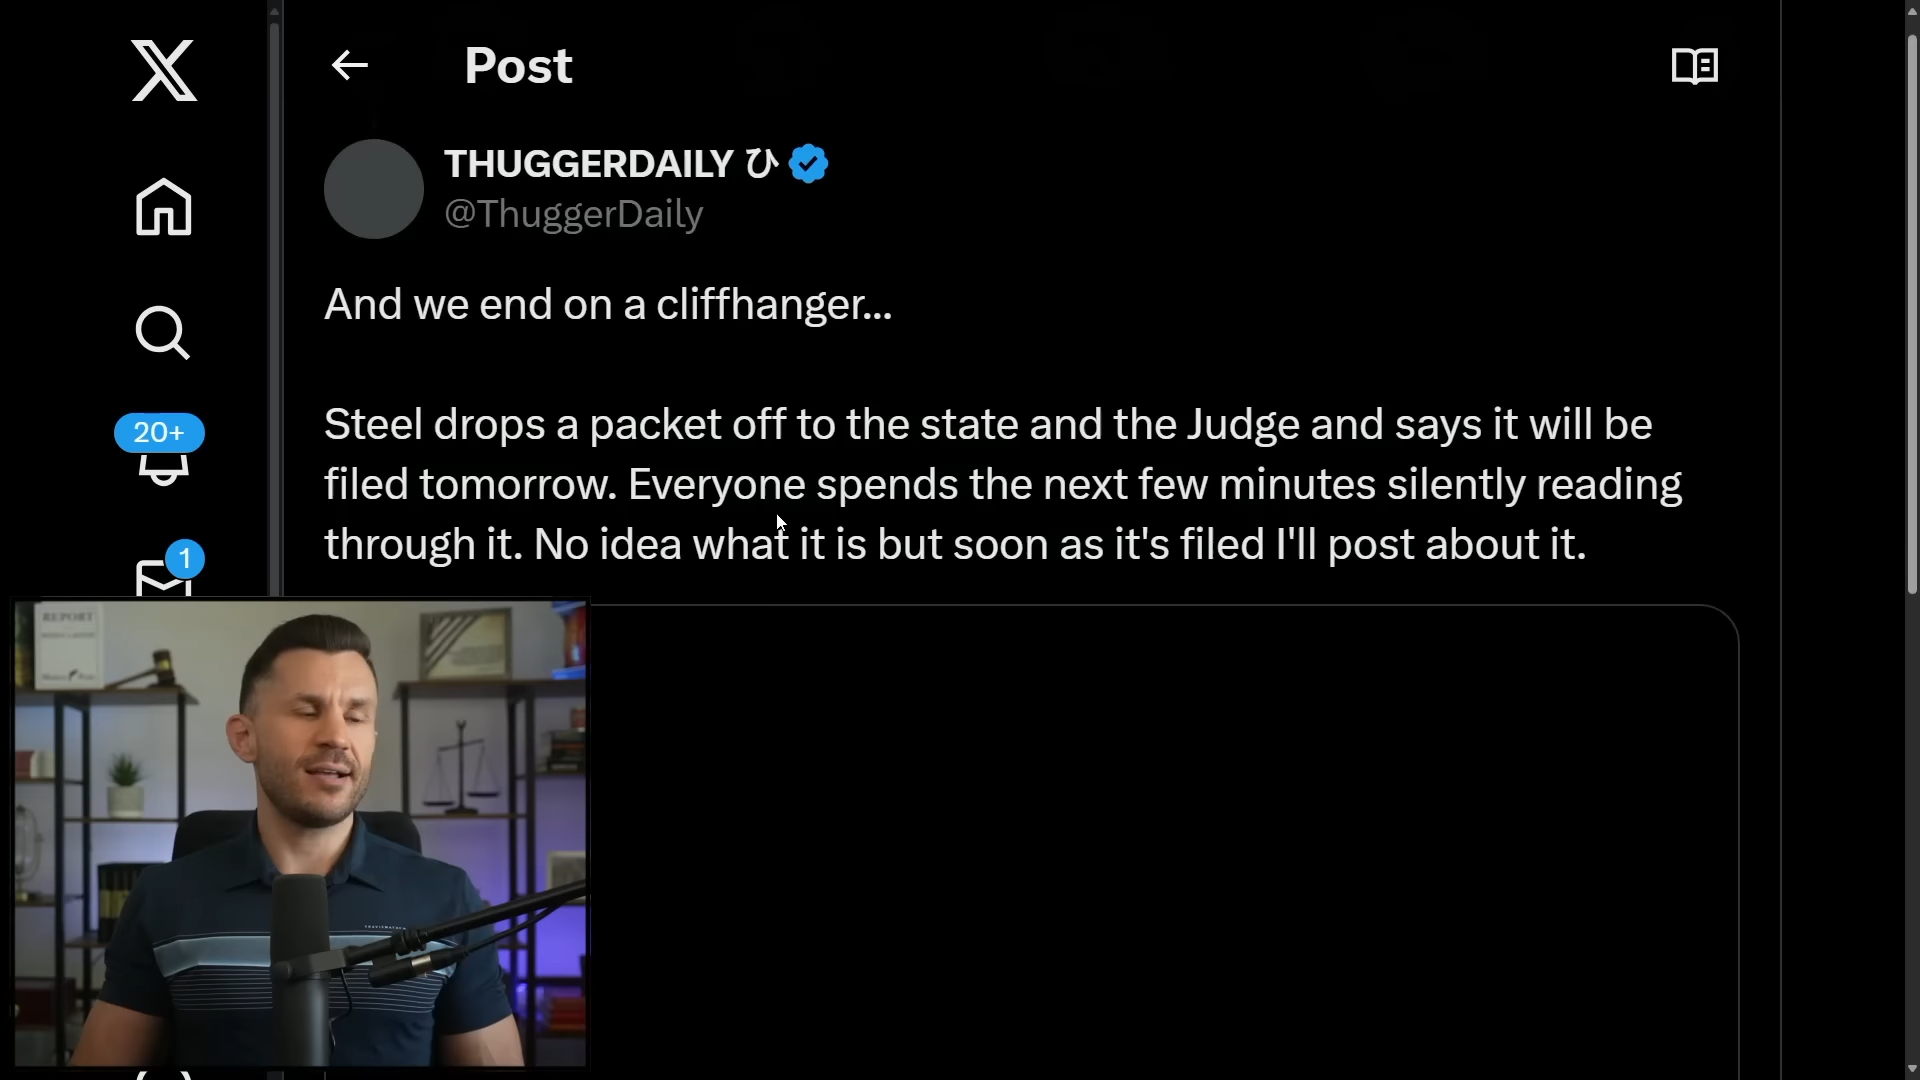 Post
THUGGERDAILY ひ
@ThuggerDaily
And we end on a cliffhanger...
Steel drops a packet off to the state and the Judge and says it will be
filed tomorrow. Everyone spends the next few minutes silently reading
through it. No idea what it is but soon as it's filed I'll post about it.
20+
1
REPORT